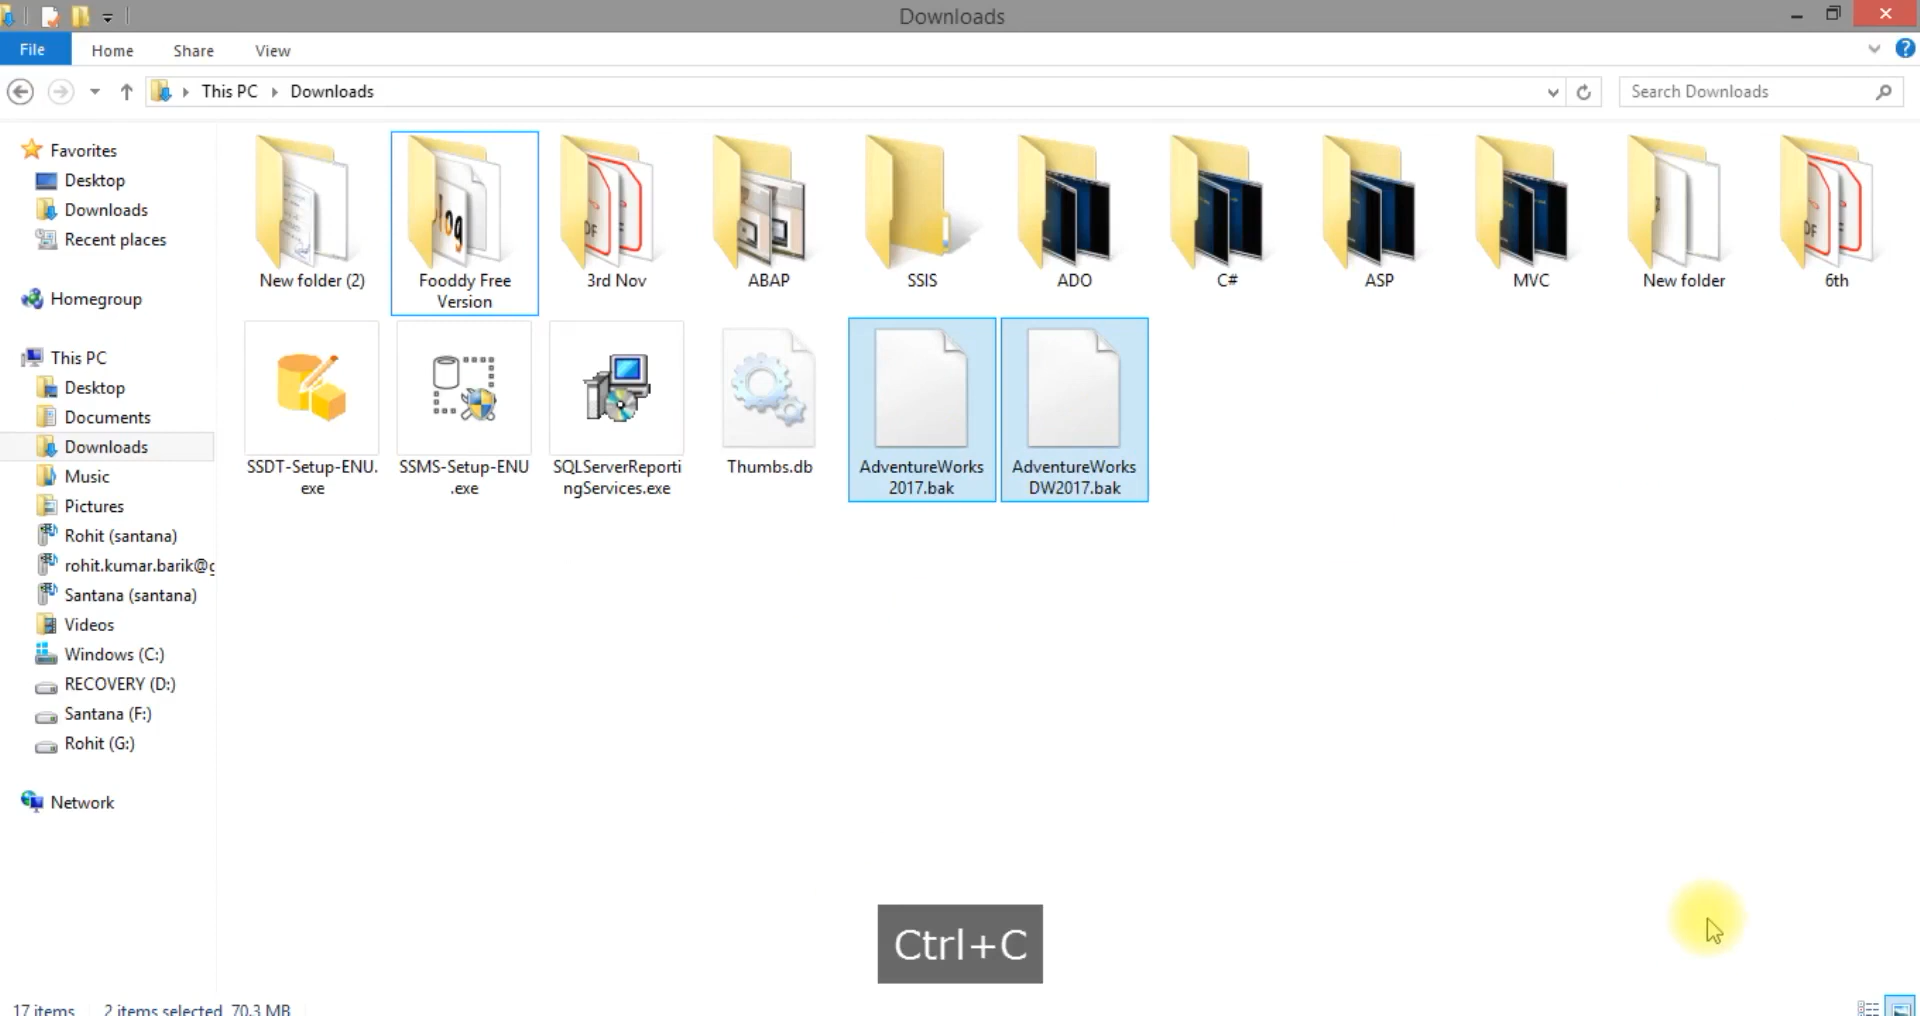 Downloads
File Home Share View
This PC Downloads
Search Downloads
Favorites
Desktop
Downloads
Recent places
Homegroup
This PC
Desktop
Documents
Downloads
Music
Pictures
Rohit (santana)
rohit.kumar.barik@g
Santana (santana)
Videos
Windows (C:)
RECOVERY (D:)
Santana (F:)
Rohit (G:)
Network
New folder (2)
Fooddy Free
Version
3rd Nov
ABAP
SSIS
ADO
C#
ASP
MVC
New folder
6th
SSDT-Setup-ENU.
exe
SSMS-Setup-ENU
.exe
SQLServerReporti
ngServices.exe
Thumbs.db
AdventureWorks
2017.bak
AdventureWorks
DW2017.bak
Ctrl+C
17 items 2 items selected 70.3 MB